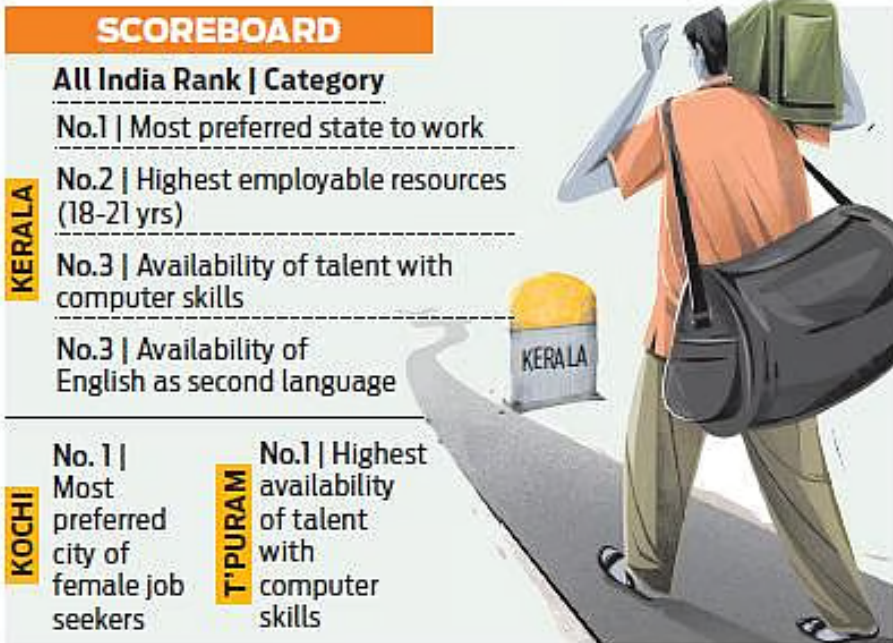 SCOREBOARD
All India Rank | Category
KERALA
No.1 | Most preferred state to work
No.2 | Highest employable resources
(18-21 yrs)
No.3 | Availability of talent with
computer skills
No.3 | Availability of
English as second language
KERALA
KOCHI
No. 1 |
Most
preferred
city of
female job
seekers
T'PURAM
No.1 | Highest
availability
of talent
with
computer
skills